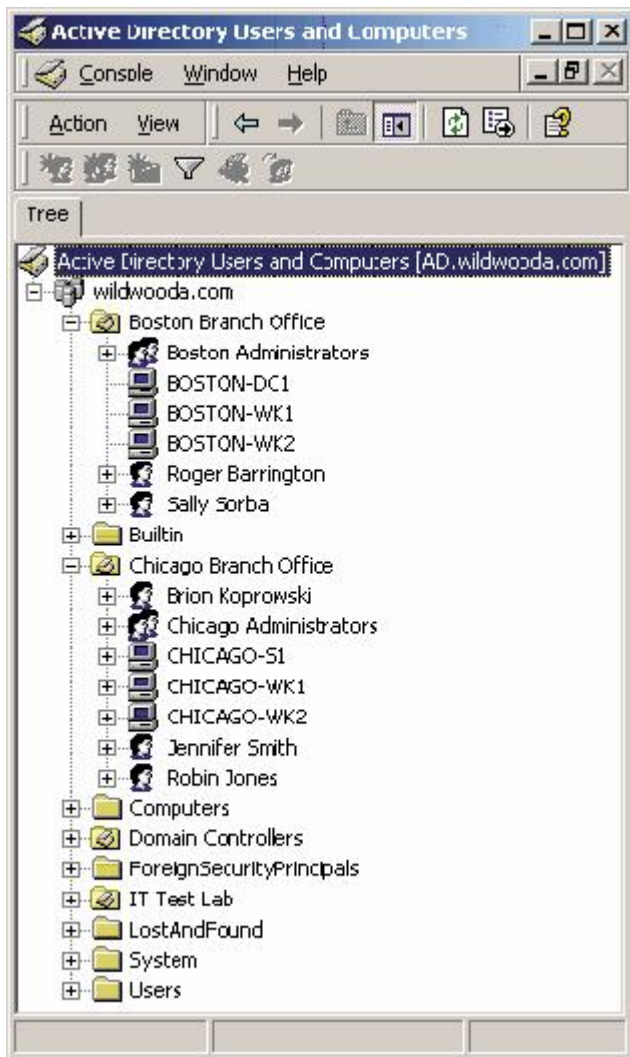 Active Directory Users and Computers
Console Window Help
Action View
Tree
Active Directory Users and Computers [AD.wildwooda.com]
wildwooda.com
Boston Branch Office
Boston Administrators
BOSTON-DC1
BOSTON-WK1
BOSTON-WK2
Roger Barrington
Sally Sorba
Builtin
Chicago Branch Office
Brion Koprowski
Chicago Administrators
CHICAGO-S1
CHICAGO-WK1
CHICAGO-WK2
Jennifer Smith
Robin Jones
Computers
Domain Controllers
ForeignSecurityPrincipals
IT Test Lab
LostAndFound
System
Users